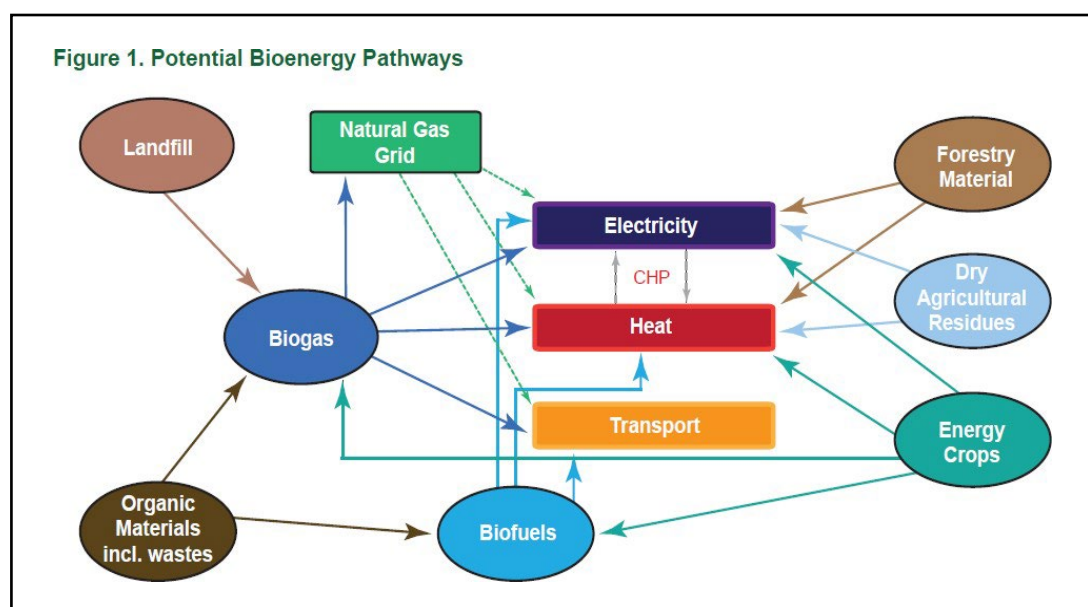 Figure 1. Potential Bioenergy Pathways
Landfill
Natural Gas
Grid
Forestry
Material
Electricity
CHP
Dry
Agricultural
Residues
Biogas
Heat
Transport
Energy
Crops
Organic
Materials
incl. wastes
Biofuels